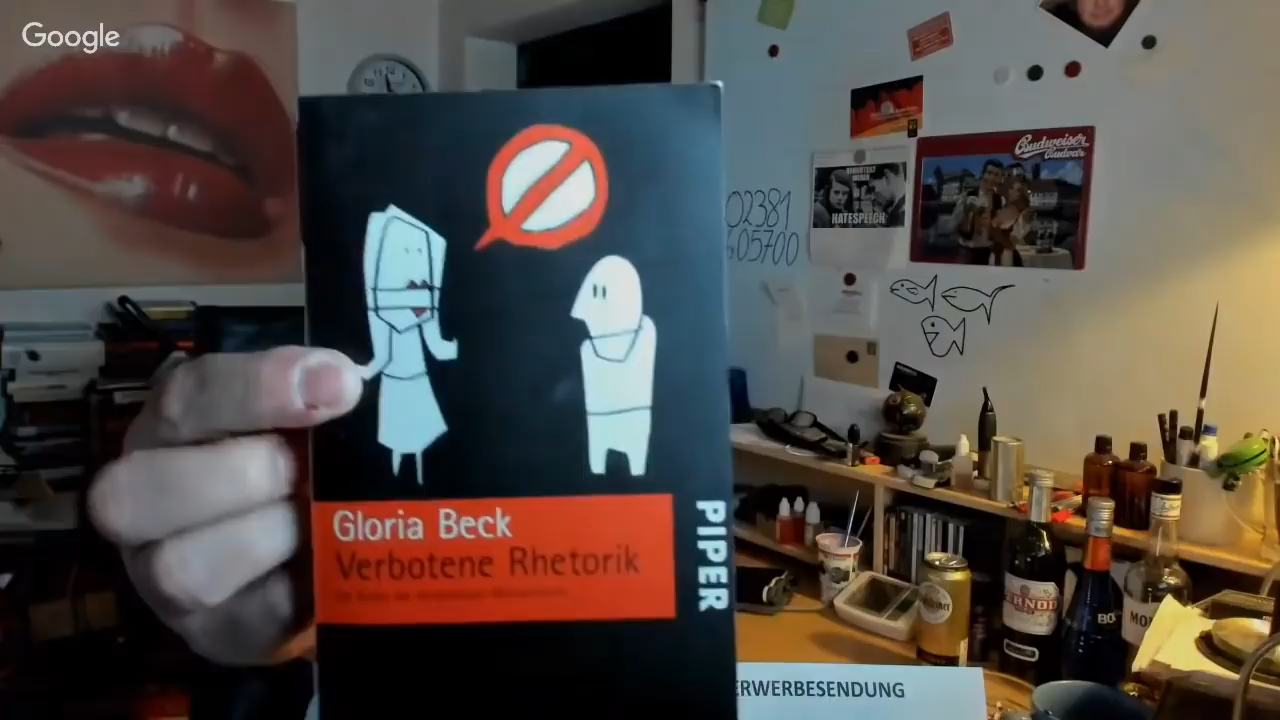 Google
Gloria Beck
Verbotene Rhetorik
PIPER
02381
605700
HATESPEECH
Budweiser
Budvar
ERWERBESENDUNG